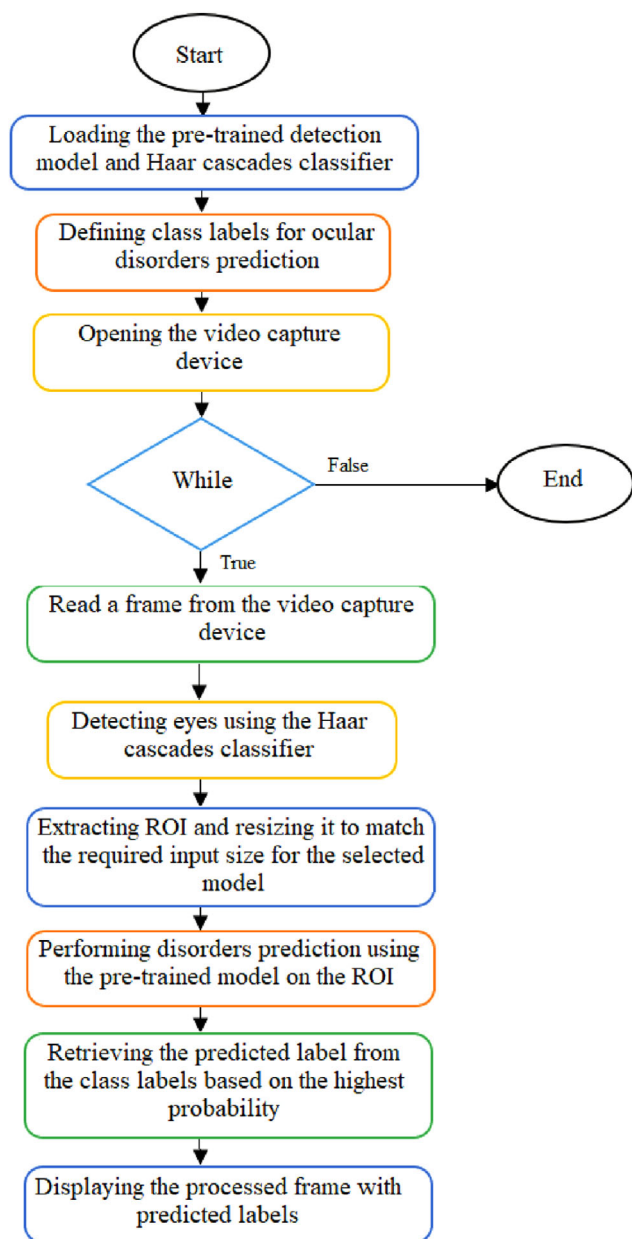 Start
Loading the pre-trained detection
model and Haar cascades classifier
Defining class labels for ocular
disorders prediction
Opening the video capture
device
While
False
End
True
Read a frame from the video capture
device
Detecting eyes using the Haar
cascades classifier
Extracting ROI and resizing it to match
the required input size for the selected
model
Performing disorders prediction using
the pre-trained model on the ROI
Retrieving the predicted label from
the class labels based on the highest
probability
Displaying the processed frame with
predicted labels